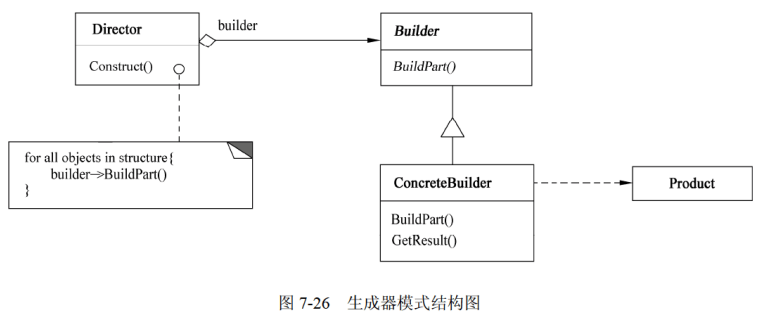 Director
Construct()
builder
Builder
BuildPart()
for all objects in structure{
builder->BuildPart()
}
ConcreteBuilder
BuildPart()
GetResult()
Product
图 7-26 生成器模式结构图